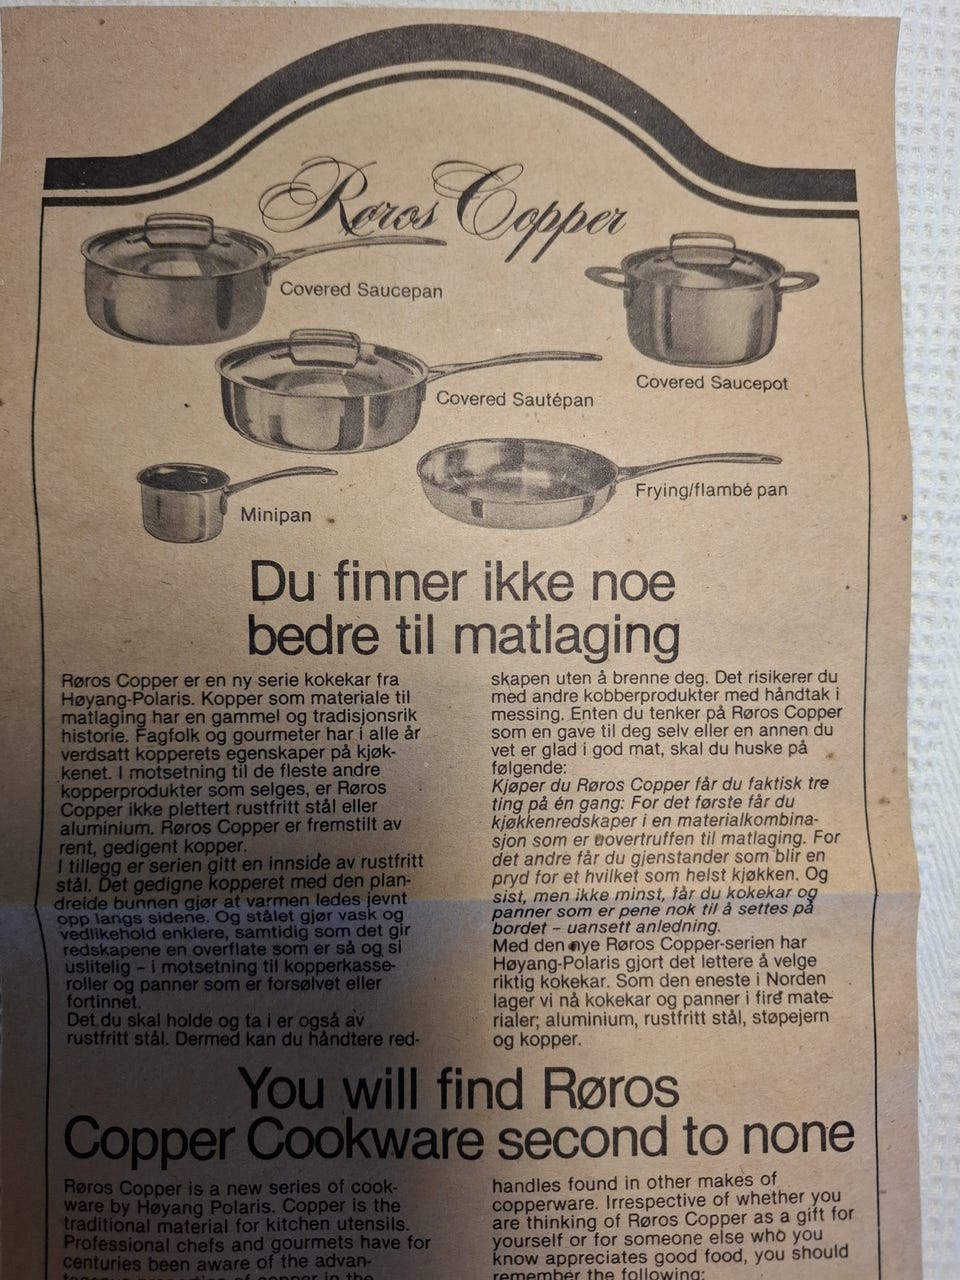 Røros Copper
Covered Saucepan
Covered Saucepot
Covered Sautépan
Frying/flambé pan
Minipan
Du finner ikke noe
bedre til matlaging
Røros Copper er en ny serie kokekar fra
Høyang-Polaris. Kopper som materiale til
matlaging har en gammel og tradisjonsrik
historie. Fagfolk og gourmeter har i alle år
verdsatt kopperets egenskaper på kjøk-
kenet. I motsetning til de fleste andre
kopperprodukter som selges, er Røros
Copper ikke plettert rustfritt stål eller
aluminium. Røros Copper er fremstilt av
rent, gedigent kopper.
I tillegg er serien gitt en innside av rustfritt
stål. Det gedigne kopperet med den plan-
dreide bunnen gjør at varmen ledes jevnt
opp langs sidene. Og stålet gjør vask og
vedlikehold enklere, samtidig som det gir
redskapene en overflate som er så og si
uslitelig – i motsetning til kopperkasse-
roller og panner som er forsølvet eller
fortinnet.
Det du skal holde og ta i er også av
rustfritt stål. Dermed kan du håndtere red-
skapen uten å brenne deg. Det risikerer du
med andre kobberprodukter med håndtak i
messing. Enten du tenker på Røros Copper
som en gave til deg selv eller en annen du
vet er glad i god mat, skal du huske på
følgende:
Kjøper du Røros Copper får du faktisk tre
ting på én gang: For det første får du
kjøkkenredskaper i en materialkombina-
sjon som er uovertruffen til matlaging. For
det andre får du gjenstander som blir en
pryd for et hvilket som helst kjøkken. Og
sist, men ikke minst, får du kokekar og
panner som er pene nok til å settes på
bordet – uansett anledning.
Med den nye Røros Copper-serien har
Høyang-Polaris gjort det lettere å velge
riktig kokekar. Som den eneste i Norden
lager vi nå kokekar og panner i fire mate-
rialer; aluminium, rustfritt stål, støpejern
og kopper.
You will find Røros
Copper Cookware second to none
Røros Copper is a new series of cook-
ware by Høyang Polaris. Copper is the
traditional material for kitchen utensils.
Professional chefs and gourmets have for
centuries been aware of the advan-
tageous properties of copper in the
handles found in other makes of
copperware. Irrespective of whether you
are thinking of Røros Copper as a gift for
yourself or for someone else who you
know appreciates good food, you should
remember the following: